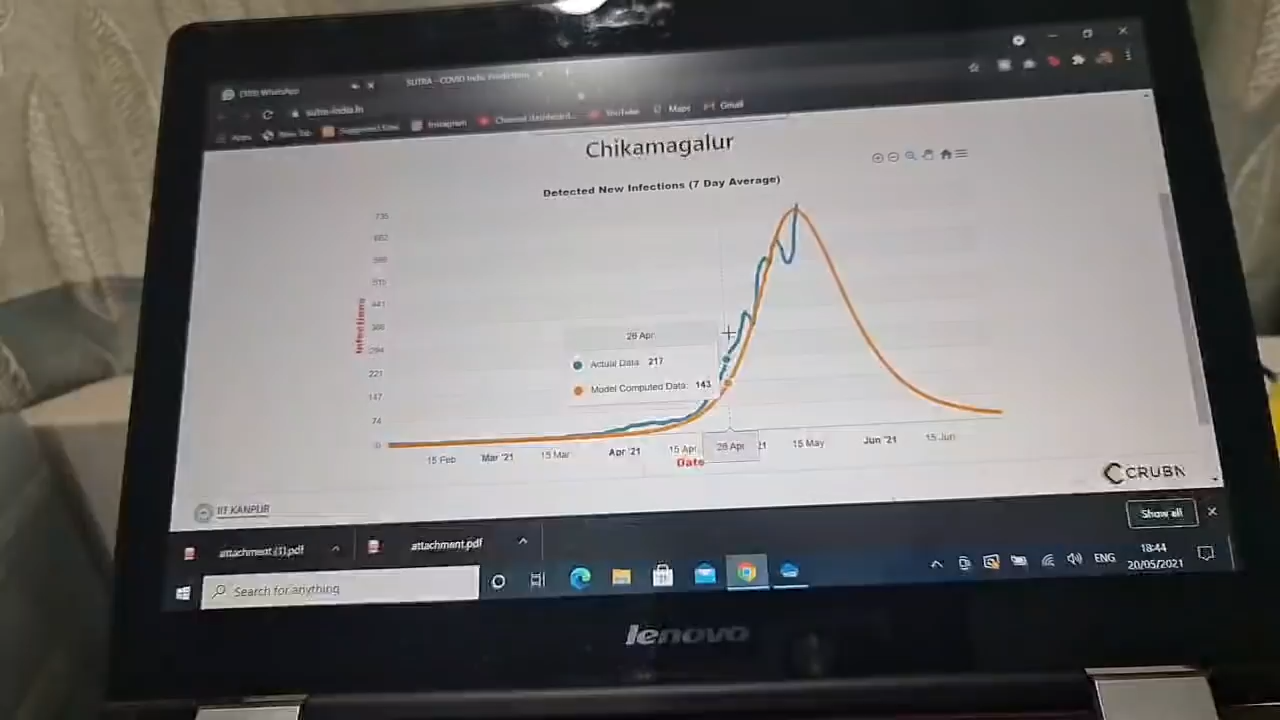 (389) WhatsApp
SUTRA - COVID India Predictions
sutra-india.in
Apps New Tab Suggested Sites Instagram Channel dashboard... YouTube Maps Gmail
Chikamagalur
Detected New Infections (7 Day Average)
735
662
588
515
441
368
294
221
147
74
0
Infections
26 Apr
Actual Data: 217
Model Computed Data: 143
15 Feb Mar '21 15 Mar Apr '21 15 Apr 26 Apr 21 15 May Jun '21 15 Jun
Date
IIT KANPUR
CRUBN
attachment (1).pdf
attachment.pdf
Show all
Search for anything
ENG
18:44
20/05/2021
lenovo